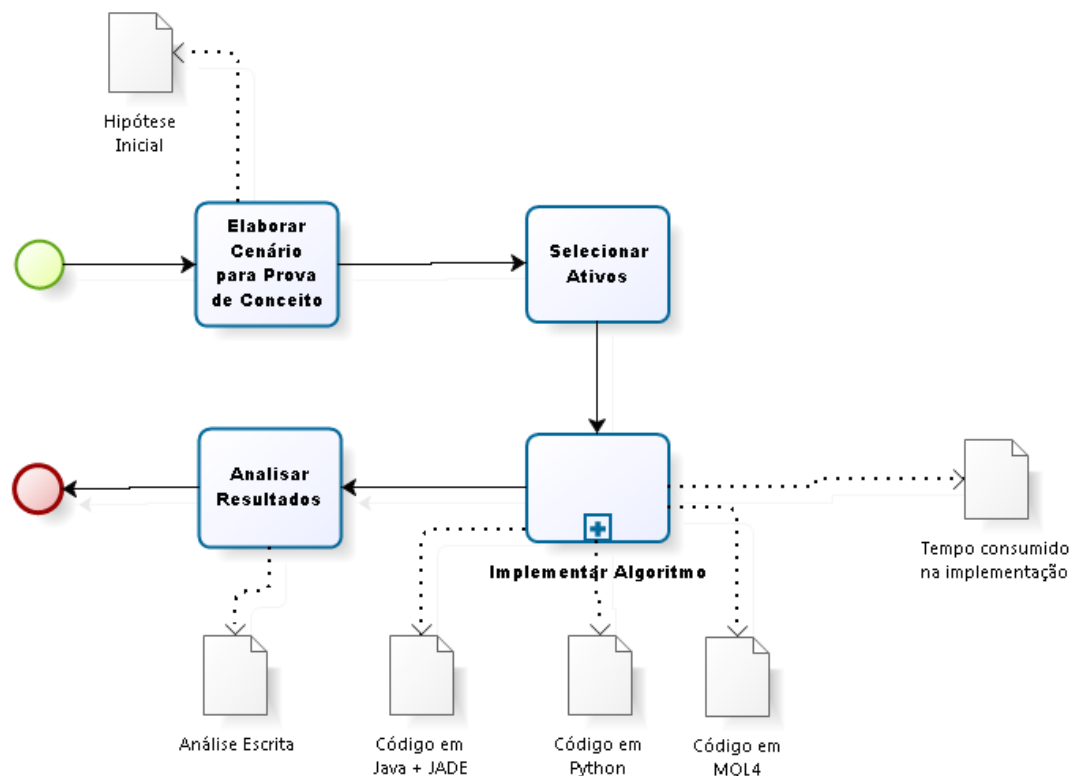 Hipótese
Inicial
Elaborar
Cenário
para Prova
de Conceito
Selecionar
Ativos
Analisar
Resultados
Implementar Algoritmo
Tempo consumido
na implementação
Análise Escrita
Código em
Java + JADE
Código em
Python
Código em
MQL4